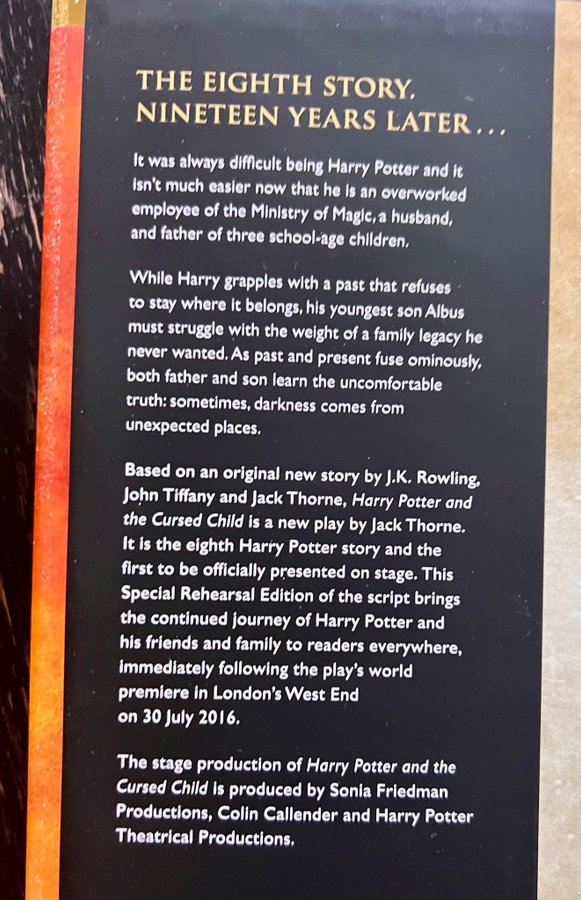 THE EIGHTH STORY.
NINETEEN YEARS LATER...
It was always difficult being Harry Potter and it
isn't much easier now that he is an overworked
employee of the Ministry of Magic, a husband,
and father of three school-age children.
While Harry grapples with a past that refuses
to stay where it belongs, his youngest son Albus
must struggle with the weight of a family legacy he
never wanted. As past and present fuse ominously,
both father and son learn the uncomfortable
truth: sometimes, darkness comes from
unexpected places.
Based on an original new story by J.K. Rowling,
John Tiffany and Jack Thorne, Harry Potter and
the Cursed Child is a new play by Jack Thorne.
It is the eighth Harry Potter story and the
first to be officially presented on stage. This
Special Rehearsal Edition of the script brings
the continued journey of Harry Potter and
his friends and family to readers everywhere,
immediately following the play's world
premiere in London's West End
on 30 July 2016.
The stage production of Harry Potter and the
Cursed Child is produced by Sonia Friedman
Productions, Colin Callender and Harry Potter
Theatrical Productions.